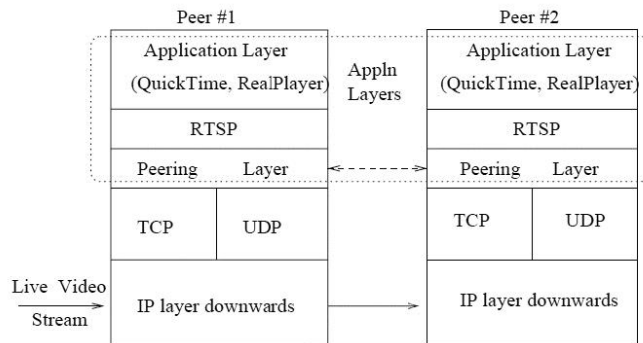 Peer #1
Peer #2
Application Layer
(QuickTime, RealPlayer)
Appln
Layers
Application Layer
(QuickTime, RealPlayer)
RTSP
RTSP
Peering Layer
Peering Layer
TCP
UDP
TCP
UDP
Live Video
Stream
IP layer downwards
IP layer downwards